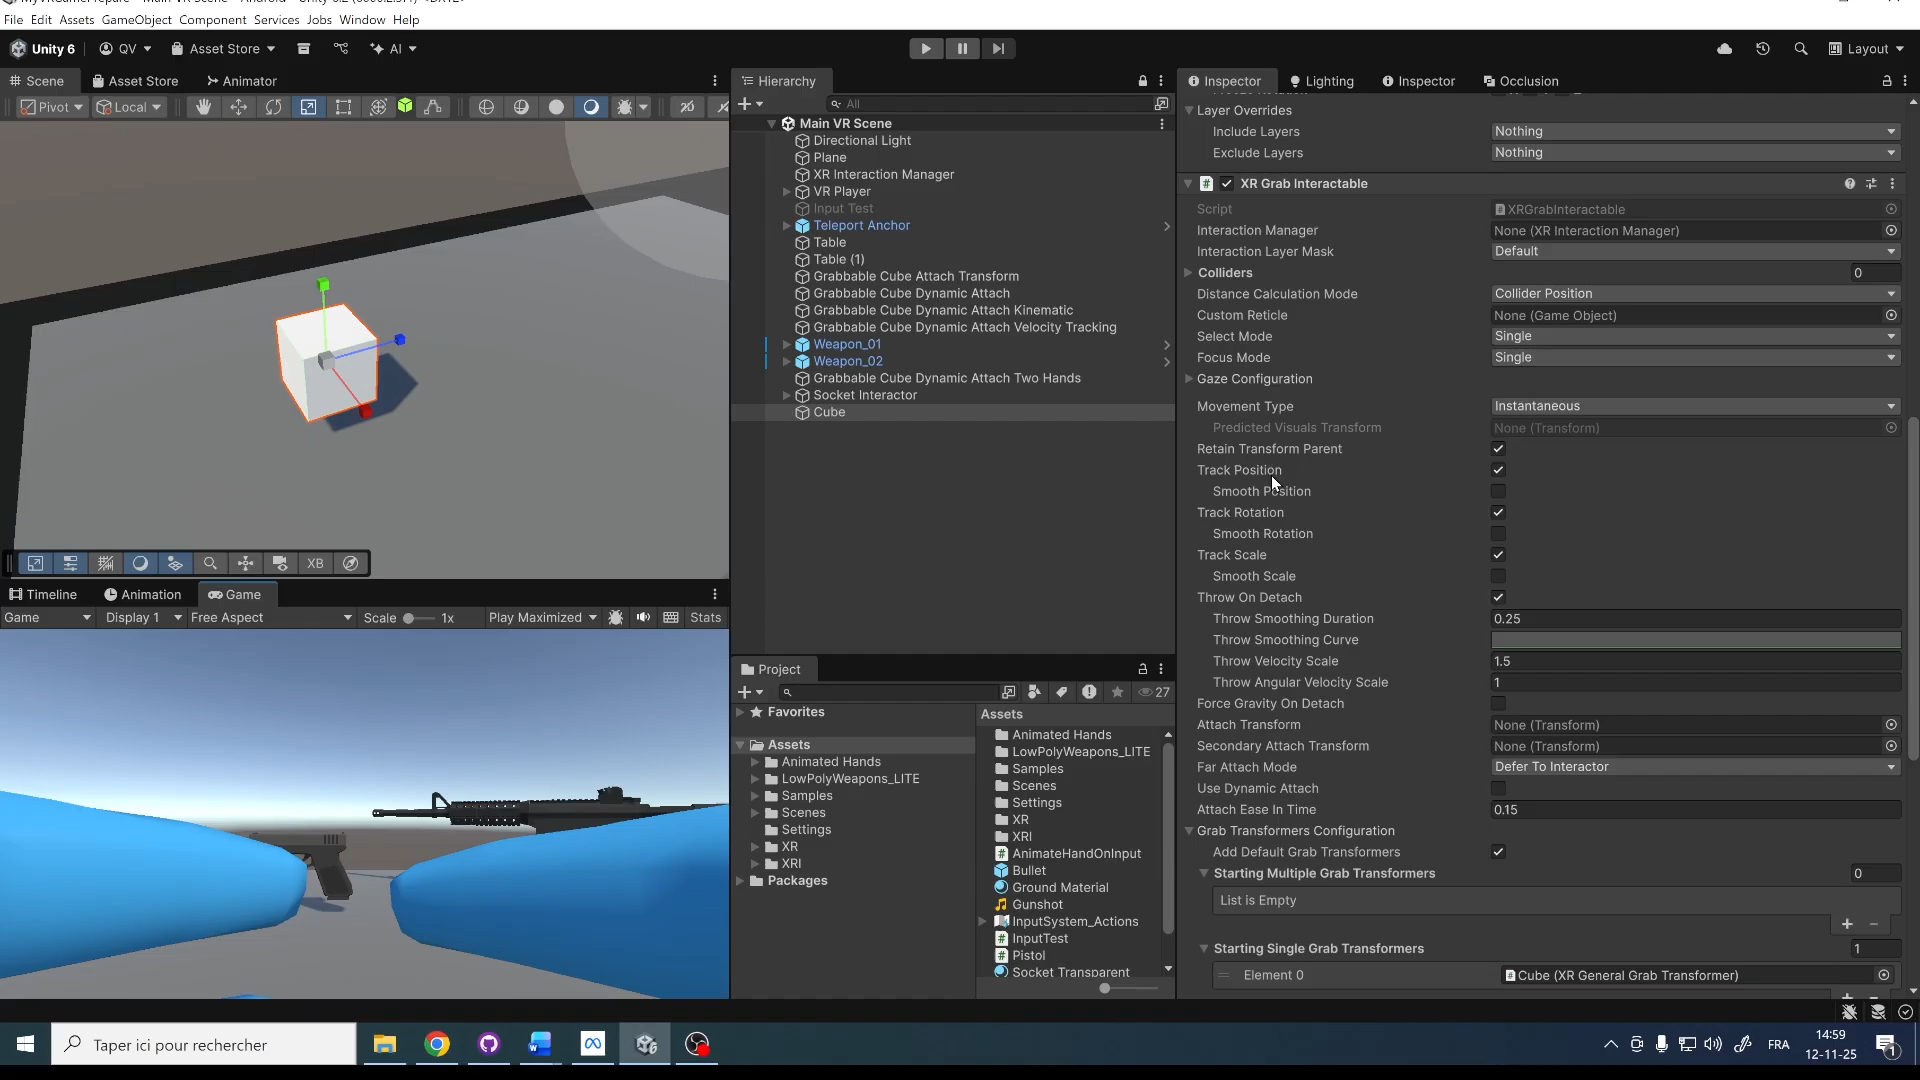 File Edit Assets GameObject Component Services Jobs Window Help
Unity 6 QV Asset Store AI Layout
Scene Asset Store Animator
Pivot Local 2D
XB
Timeline Animation Game
Game Display 1 Free Aspect Scale 1x Play Maximized Stats
Hierarchy
All
Main VR Scene
Directional Light
Plane
XR Interaction Manager
VR Player
Input Test
Teleport Anchor
Table
Table (1)
Grabbable Cube Attach Transform
Grabbable Cube Dynamic Attach
Grabbable Cube Dynamic Attach Kinematic
Grabbable Cube Dynamic Attach Velocity Tracking
Weapon_01
Weapon_02
Grabbable Cube Dynamic Attach Two Hands
Socket Interactor
Cube
Project
27
Favorites
Assets
Animated Hands
LowPolyWeapons_LITE
Samples
Scenes
Settings
XR
XRI
Packages
Assets
Animated Hands
LowPolyWeapons_LITE
Samples
Scenes
Settings
XR
XRI
AnimateHandOnInput
Bullet
Ground Material
Gunshot
InputSystem_Actions
InputTest
Pistol
Socket Transparent
Inspector Lighting Inspector Occlusion
Layer Overrides
Include Layers Nothing
Exclude Layers Nothing
XR Grab Interactable
Script XRGrabInteractable
Interaction Manager None (XR Interaction Manager)
Interaction Layer Mask Default
Colliders 0
Distance Calculation Mode Collider Position
Custom Reticle None (Game Object)
Select Mode Single
Focus Mode Single
Gaze Configuration
Movement Type Instantaneous
Predicted Visuals Transform None (Transform)
Retain Transform Parent
Track Position
Smooth Position
Track Rotation
Smooth Rotation
Track Scale
Smooth Scale
Throw On Detach
Throw Smoothing Duration 0.25
Throw Smoothing Curve
Throw Velocity Scale 1.5
Throw Angular Velocity Scale 1
Force Gravity On Detach
Attach Transform None (Transform)
Secondary Attach Transform None (Transform)
Far Attach Mode Defer To Interactor
Use Dynamic Attach
Attach Ease In Time 0.15
Grab Transformers Configuration
Add Default Grab Transformers
Starting Multiple Grab Transformers 0
List is Empty
Starting Single Grab Transformers 1
Element 0 Cube (XR General Grab Transformer)
Taper ici pour rechercher
FRA
14:59
12-11-25
1